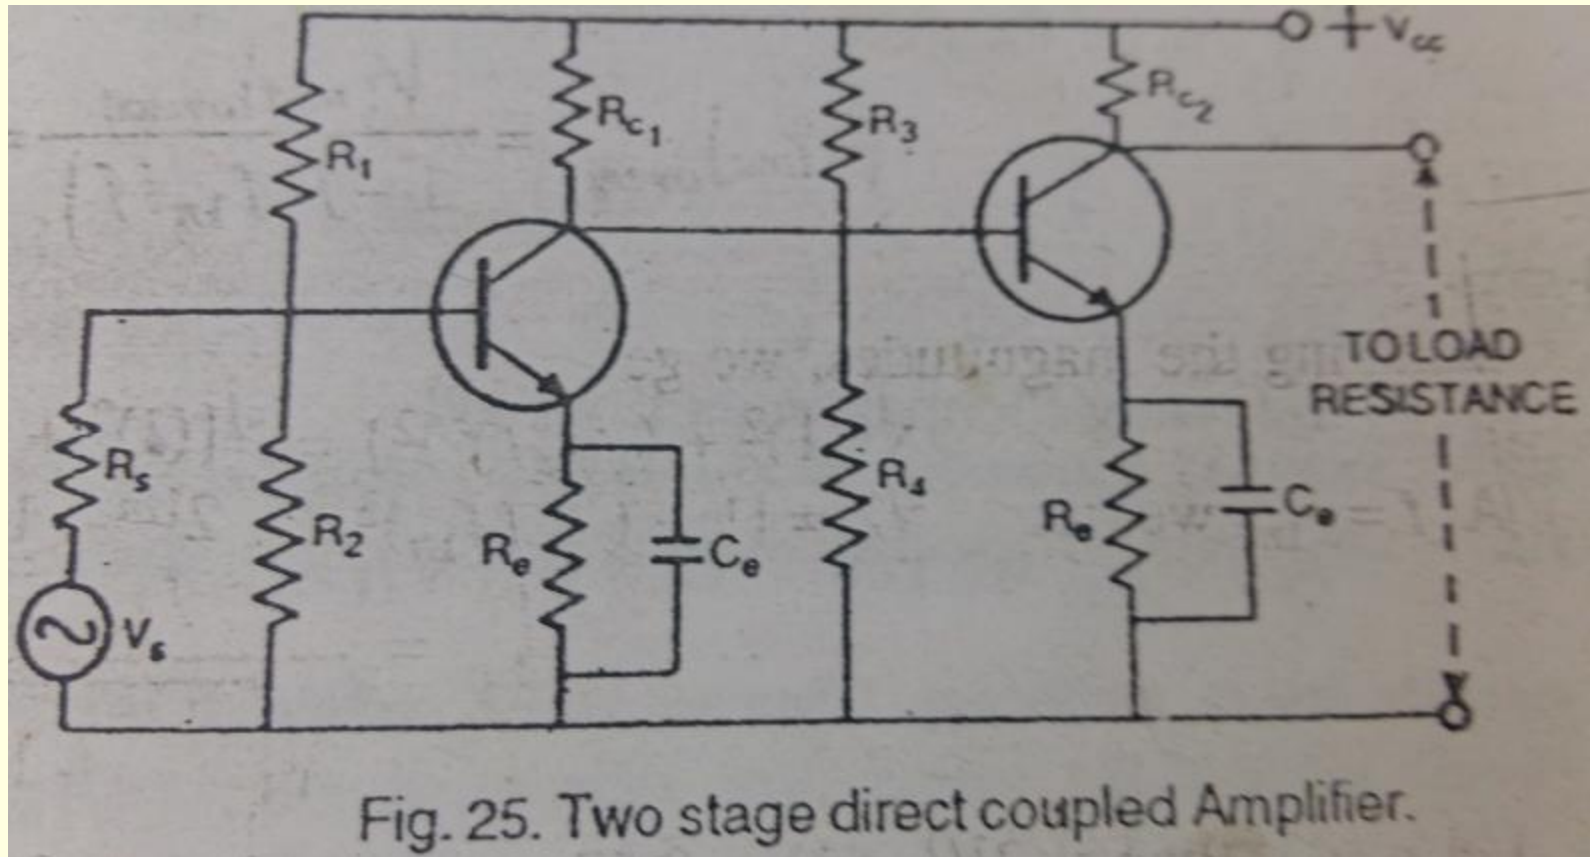 + Vcc
R1
Rc1
R3
Rc2
Rs
R2
Re
Ce
R4
Re
Ce
Vs
TO LOAD
RESISTANCE
Fig. 25. Two stage direct coupled Amplifier.